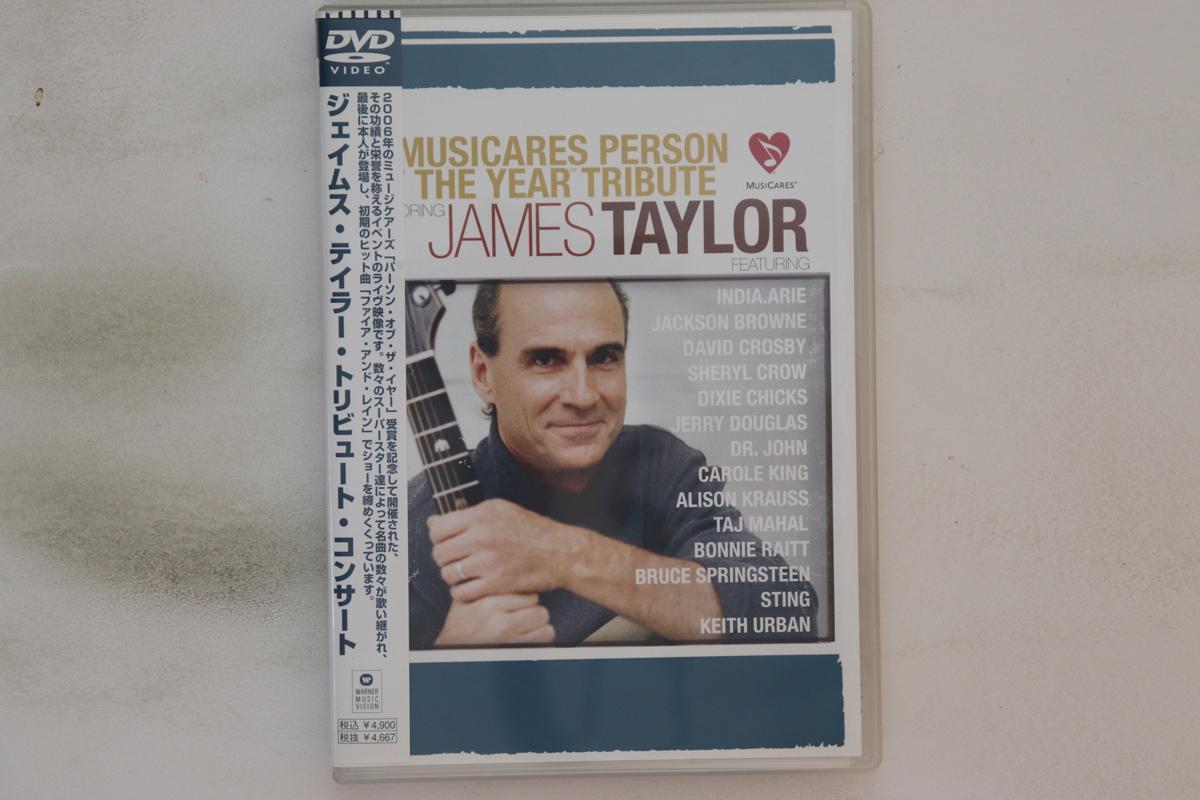 DVD
VIDEO
ジェイムス・テイラー・トリビュート・コンサート
2006年のミュージケアーズ「パーソン・オブ・ザ・イヤー」受賞を記念して開催された、
その功績と栄誉を称えるイベントのライヴ映像です。数々のスーパースター達によって名曲の数々が歌い継がれ、
最後に本人が登場し、初期のヒット曲「ファイア・アンド・レイン」でショーを締めくくっています。
WARNER
MUSIC
VISION
税込 ¥4,900
税抜 ¥4,667
MUSICARES PERSON
THE YEAR TRIBUTE
ORING JAMES TAYLOR
FEATURING
MUSICARES™
INDIA.ARIE
JACKSON BROWNE
DAVID CROSBY
SHERYL CROW
DIXIE CHICKS
JERRY DOUGLAS
DR. JOHN
CAROLE KING
ALISON KRAUSS
TAJ MAHAL
BONNIE RAITT
BRUCE SPRINGSTEEN
STING
KEITH URBAN